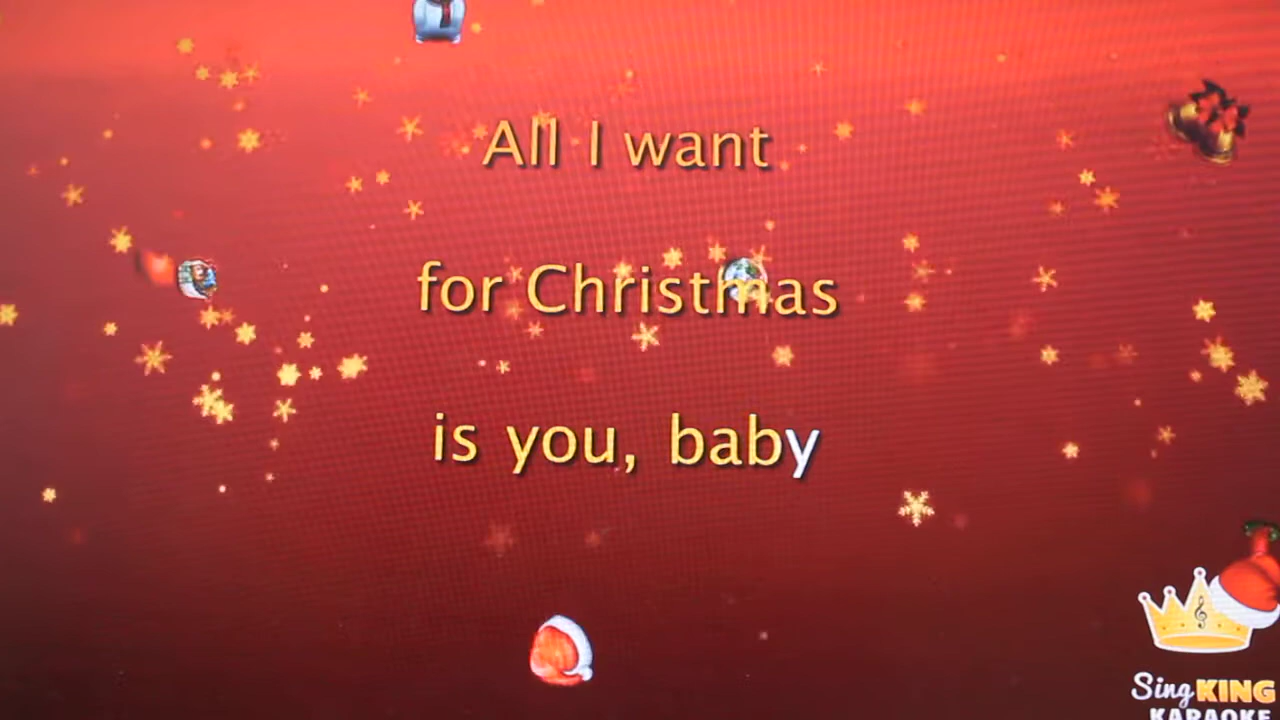 All I want
for Christmas
is you, baby
Sing KING
KARAOKE